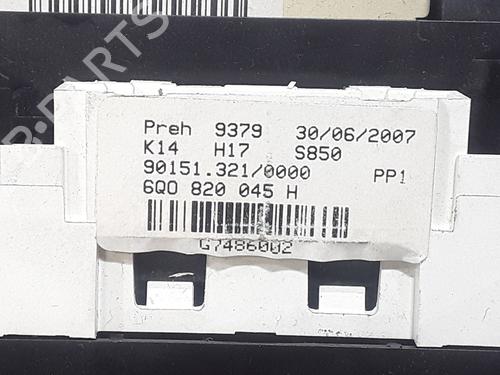 Preh 9379 30/06/2007
K14 H17 S850
90151.321/0000 PP1
6Q0 820 045 H
G7486002